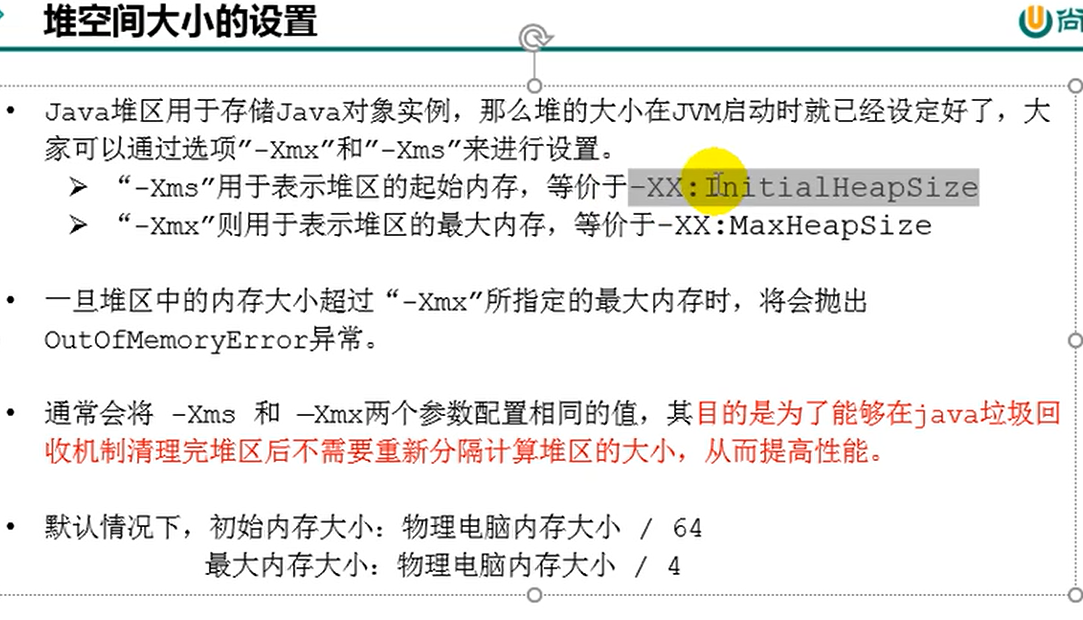 堆空间大小的设置
尚
• Java堆区用于存储Java对象实例，那么堆的大小在JVM启动时就已经设定好了，大
家可以通过选项"-Xmx"和"-Xms"来进行设置。
➢ “-Xms"用于表示堆区的起始内存，等价于-XX:InitialHeapSize
➢ “-Xmx"则用于表示堆区的最大内存，等价于-XX:MaxHeapSize
• 一旦堆区中的内存大小超过“-Xmx"所指定的最大内存时，将会抛出
OutOfMemoryError异常。
• 通常会将 -Xms 和 –Xmx两个参数配置相同的值，其目的是为了能够在java垃圾回
收机制清理完堆区后不需要重新分隔计算堆区的大小，从而提高性能。
• 默认情况下，初始内存大小：物理电脑内存大小 / 64
最大内存大小：物理电脑内存大小 / 4